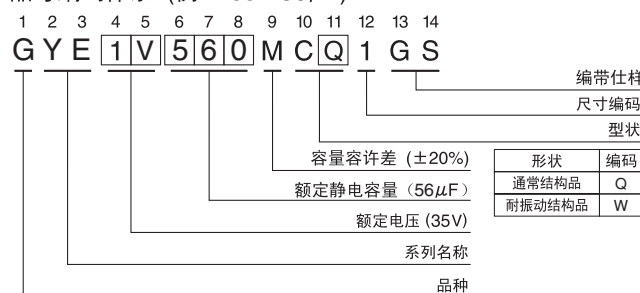 1 2 3 4 5 6 7 8 9 10 11 12 13 14
G Y E 1 V 5 6 0 M C Q 1 G S
编带仕样
尺寸编码
型状
容量容许差 (±20%)
形状 编码
通常结构品 Q
额定静电容量（56μF）
耐振动结构品 W
额定电压 (35V)
系列名称
品种